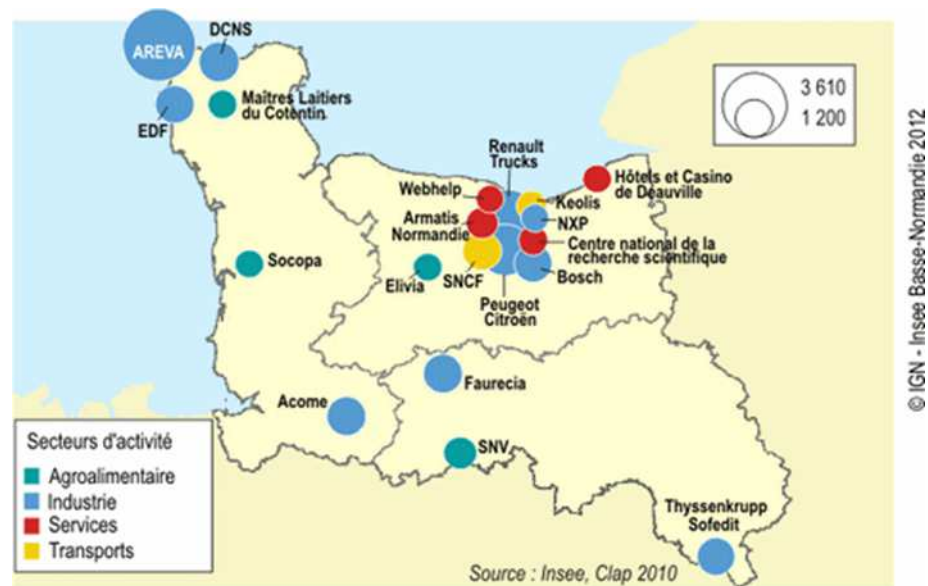 DCNS
AREVA
Maîtres Laitiers
du Cotentin
EDF
3 610
1 200
Renault
Trucks
Hôtels et Casino
de Deauville
Webhelp
Keolis
NXP
Armatis
Normandie
Centre national de la
recherche scientifique
Socopa
Elivia
SNCF
Bosch
Peugeot
Citroën
Faurecia
Acome
SNV
Thyssenkrupp
Sofedit
Secteurs d'activité
Agroalimentaire
Industrie
Services
Transports
Source : Insee, Clap 2010
© IGN - Insee Basse-Normandie 2012